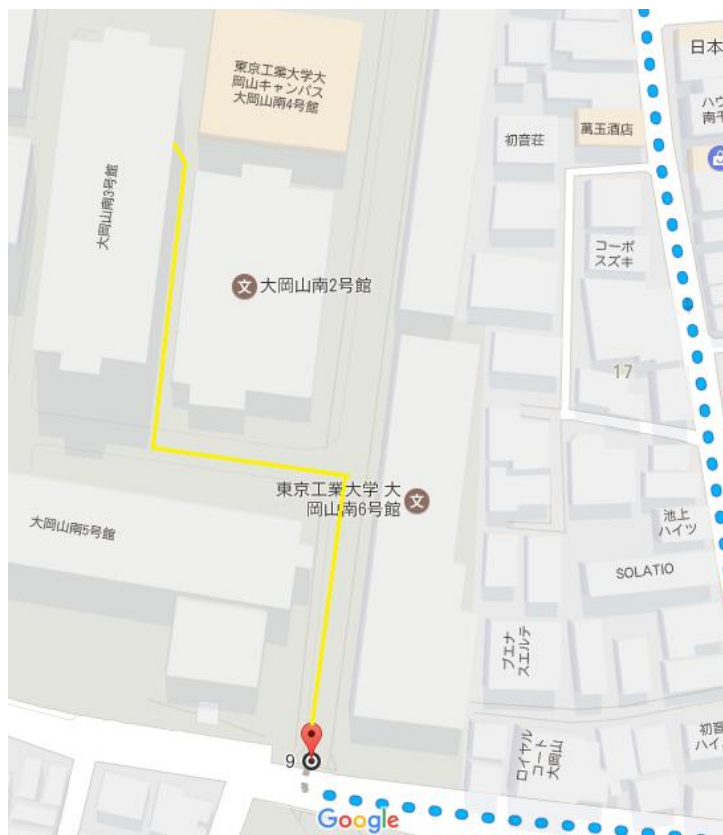 東京工業大学大
岡山キャンパス
大岡山南4号館
日本
ハウ
南千
初音荘
萬玉酒店
大岡山南3号館
コーポ
スズキ
大岡山南2号館
17
東京工業大学 大
岡山南6号館
大岡山南5号館
池上
ハイツ
SOLATIO
ブエナ
スエルテ
ロイヤル
コート
大岡山
初音
ハイ
9
Google